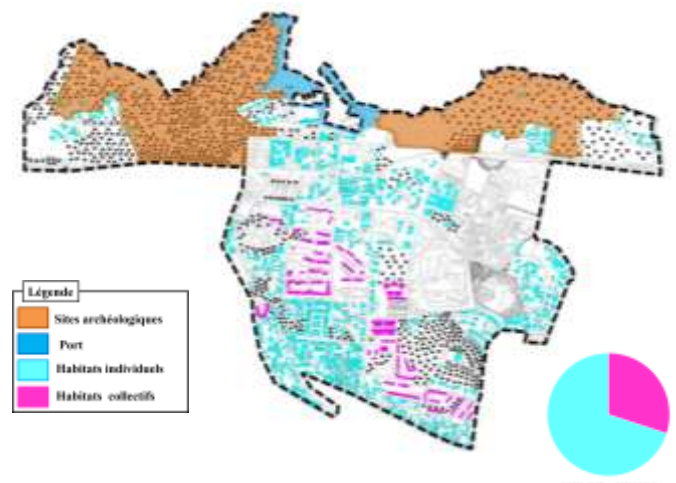 Légende
Sites archéologiques
Port
Habitats individuels
Habitats collectifs